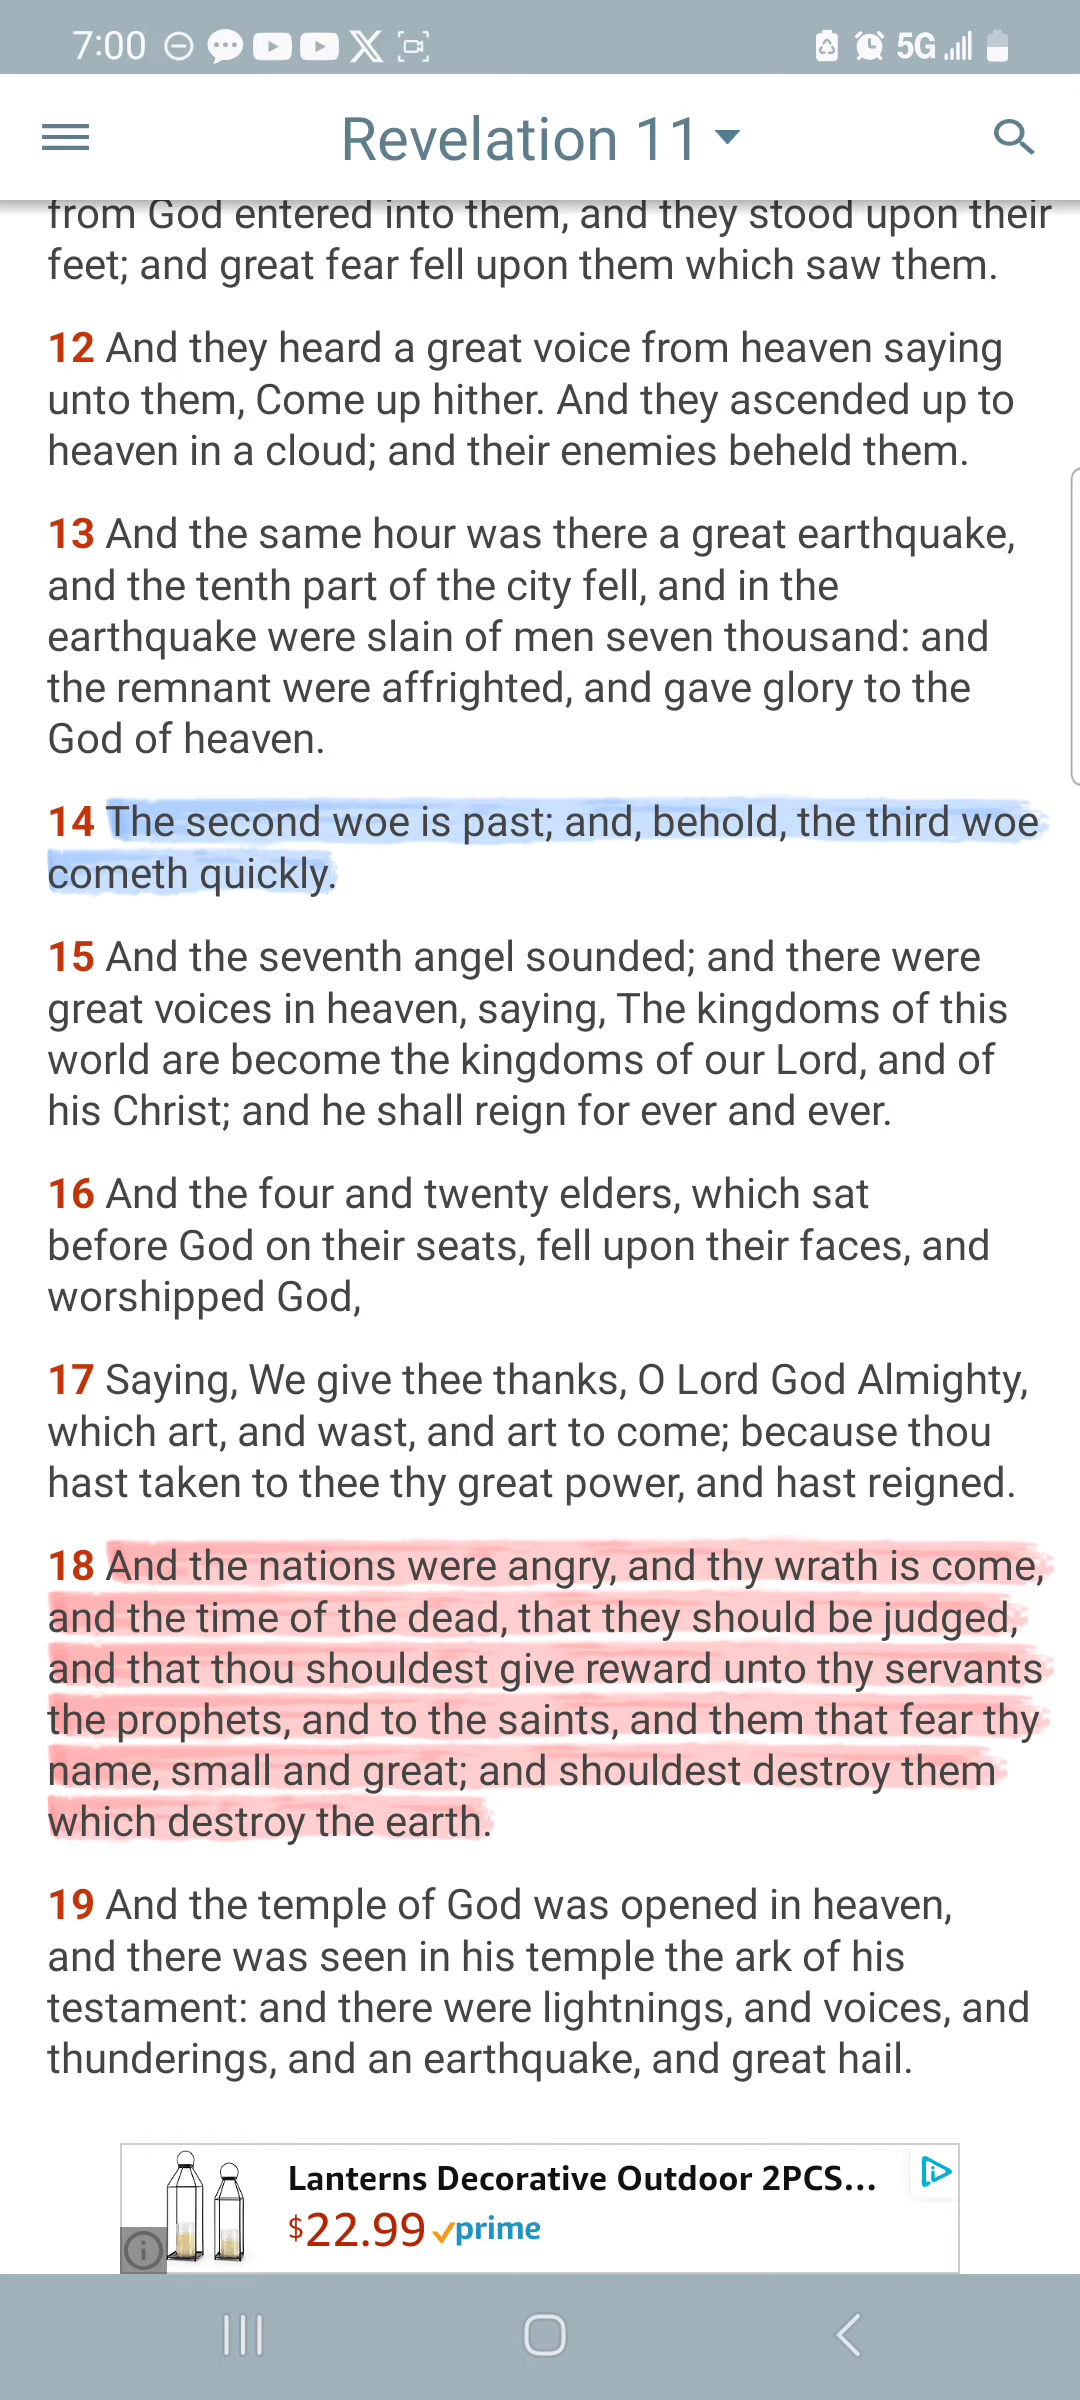 7:00
5G
Revelation 11
from God entered into them, and they stood upon their
feet; and great fear fell upon them which saw them.
12 And they heard a great voice from heaven saying
unto them, Come up hither. And they ascended up to
heaven in a cloud; and their enemies beheld them.
13 And the same hour was there a great earthquake,
and the tenth part of the city fell, and in the
earthquake were slain of men seven thousand: and
the remnant were affrighted, and gave glory to the
God of heaven.
14 The second woe is past; and, behold, the third woe
cometh quickly.
15 And the seventh angel sounded; and there were
great voices in heaven, saying, The kingdoms of this
world are become the kingdoms of our Lord, and of
his Christ; and he shall reign for ever and ever.
16 And the four and twenty elders, which sat
before God on their seats, fell upon their faces, and
worshipped God,
17 Saying, We give thee thanks, O Lord God Almighty,
which art, and wast, and art to come; because thou
hast taken to thee thy great power, and hast reigned.
18 And the nations were angry, and thy wrath is come,
and the time of the dead, that they should be judged,
and that thou shouldest give reward unto thy servants
the prophets, and to the saints, and them that fear thy
name, small and great; and shouldest destroy them
which destroy the earth.
19 And the temple of God was opened in heaven,
and there was seen in his temple the ark of his
testament: and there were lightnings, and voices, and
thunderings, and an earthquake, and great hail.
Lanterns Decorative Outdoor 2PCS...
$22.99 prime